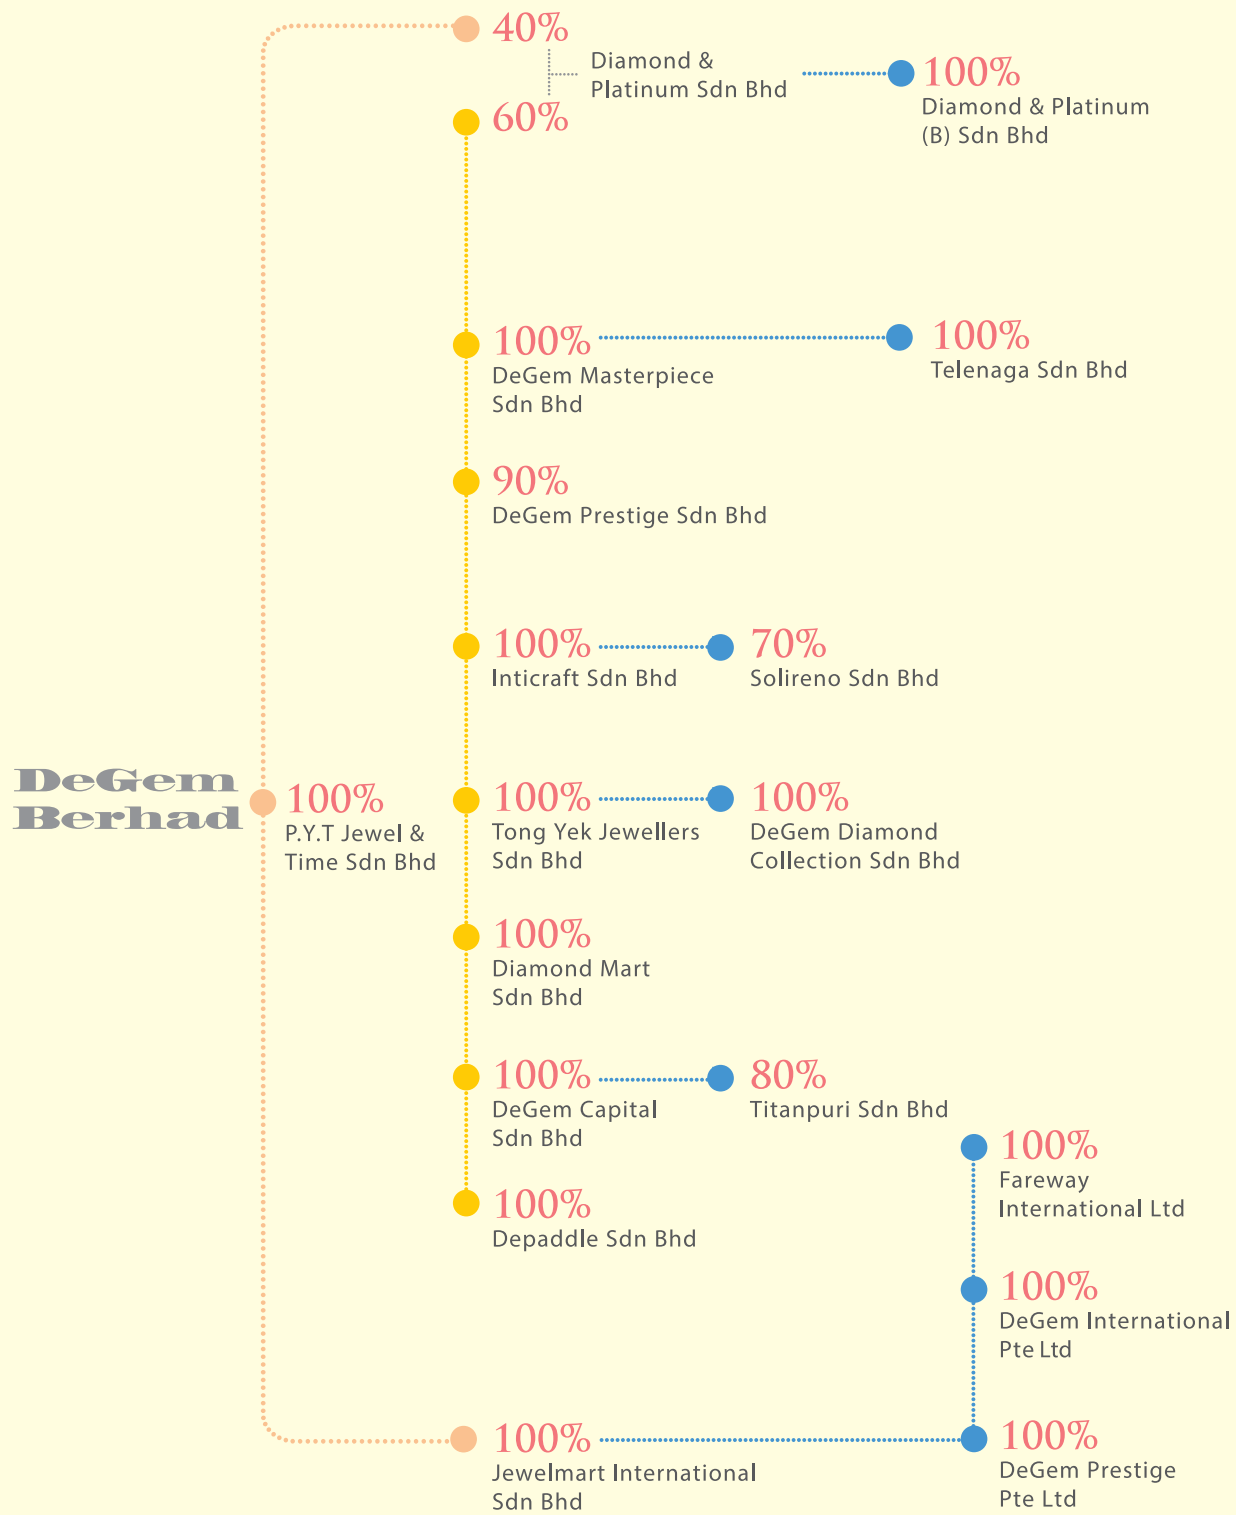 40%
Diamond &
Platinum Sdn Bhd
60%
100%
Diamond & Platinum
(B) Sdn Bhd
100%
DeGem Masterpiece
Sdn Bhd
100%
Telenaga Sdn Bhd
90%
DeGem Prestige Sdn Bhd
100%
Inticraft Sdn Bhd
70%
Solireno Sdn Bhd
DeGem
Berhad
100%
P.Y.T Jewel &
Time Sdn Bhd
100%
Tong Yek Jewellers
Sdn Bhd
100%
DeGem Diamond
Collection Sdn Bhd
100%
Diamond Mart
Sdn Bhd
100%
DeGem Capital
Sdn Bhd
80%
Titanpuri Sdn Bhd
100%
Depaddle Sdn Bhd
100%
Fareway
International Ltd
100%
DeGem International
Pte Ltd
100%
Jewelmart International
Sdn Bhd
100%
DeGem Prestige
Pte Ltd